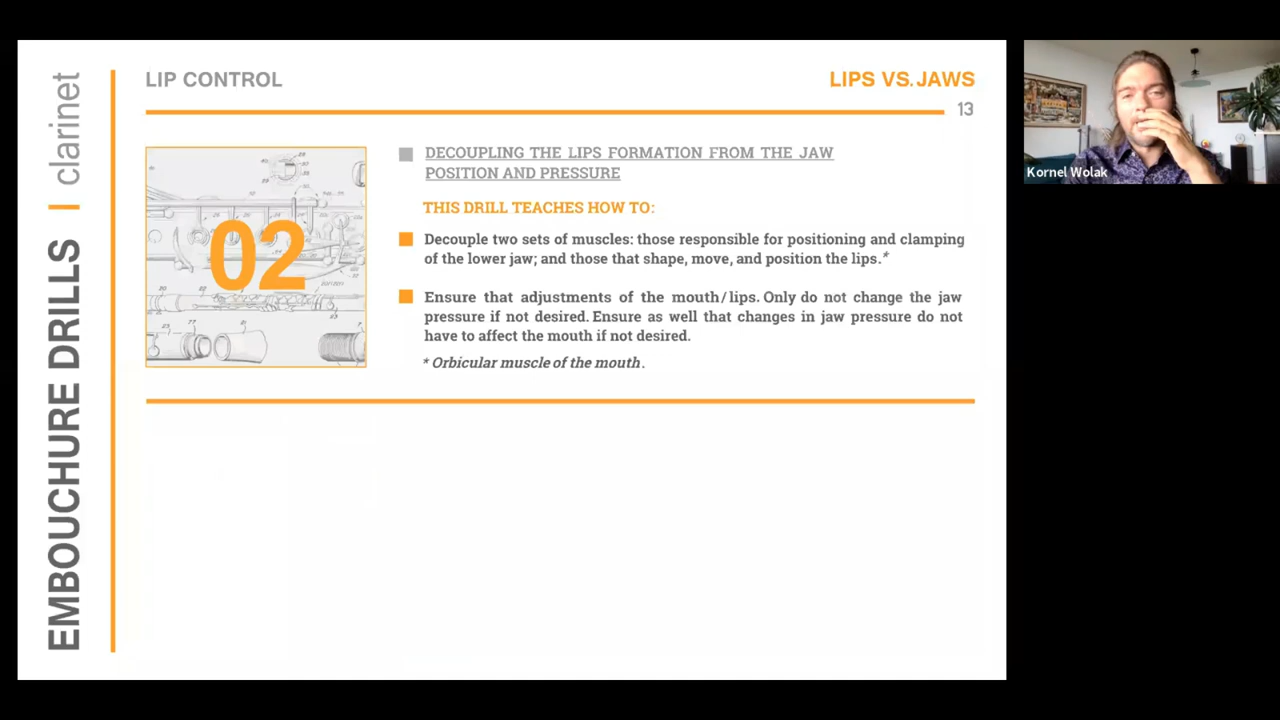 EMBOUCHURE DRILLS | clarinet
LIP CONTROL
LIPS VS. JAWS
13
02
DECOUPLING THE LIPS FORMATION FROM THE JAW
POSITION AND PRESSURE
THIS DRILL TEACHES HOW TO:
Decouple two sets of muscles: those responsible for positioning and clamping
of the lower jaw; and those that shape, move, and position the lips.*
Ensure that adjustments of the mouth/lips. Only do not change the jaw
pressure if not desired. Ensure as well that changes in jaw pressure do not
have to affect the mouth if not desired.
* Orbicular muscle of the mouth.
Kornel Wolak